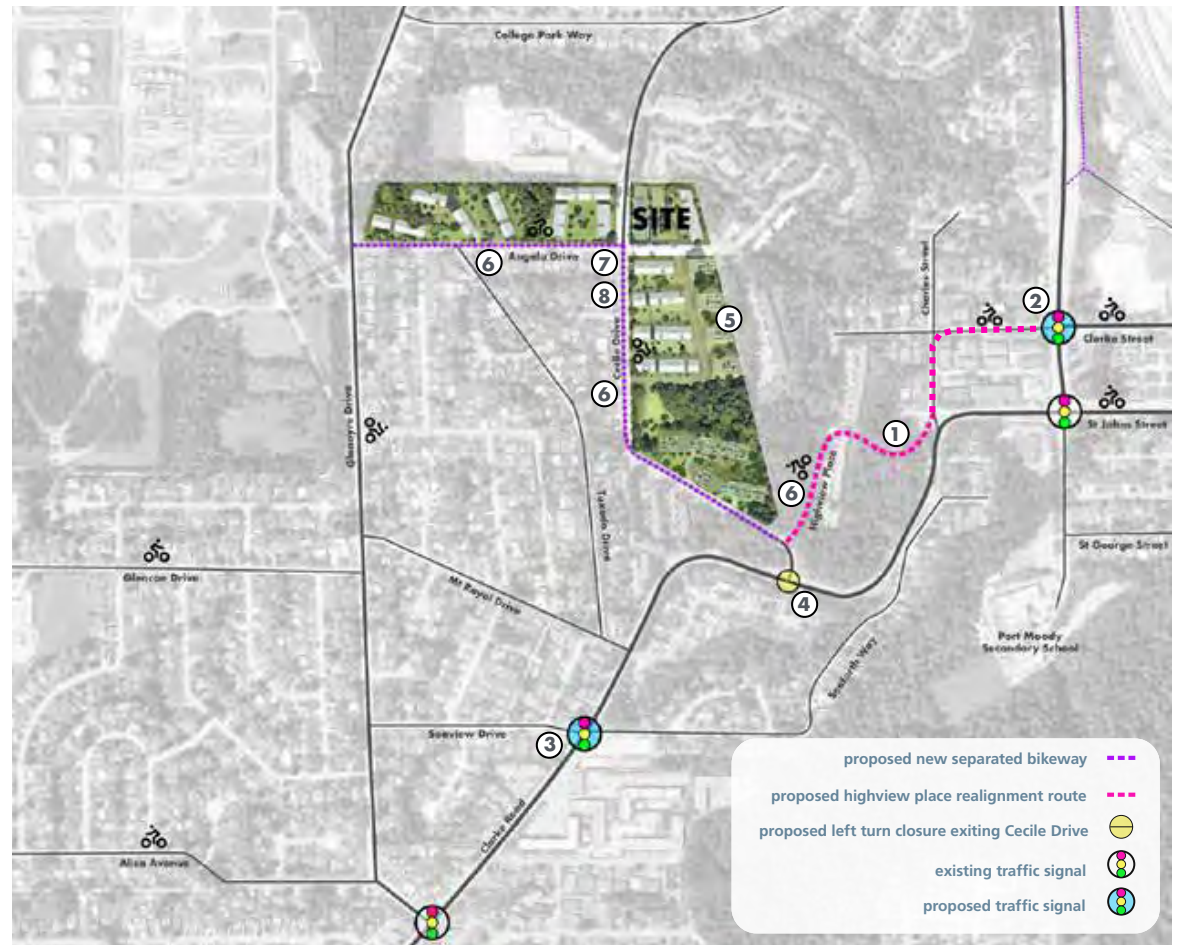 College Park Way
SITE
Angela Drive
6
7
8
5
Cecile Drive
6
Charles Street
2
Clarke Street
St Johns Street
Glenayre Drive
1
6
Highview Place
Tuxedo Drive
St George Street
Glencoe Drive
Mt Royal Drive
4
Port Moody
Secondary School
Seaforth Way
Seaview Drive
3
Clarke Road
Alisa Avenue
proposed new separated bikeway
proposed highview place realignment route
proposed left turn closure exiting Cecile Drive
existing traffic signal
proposed traffic signal